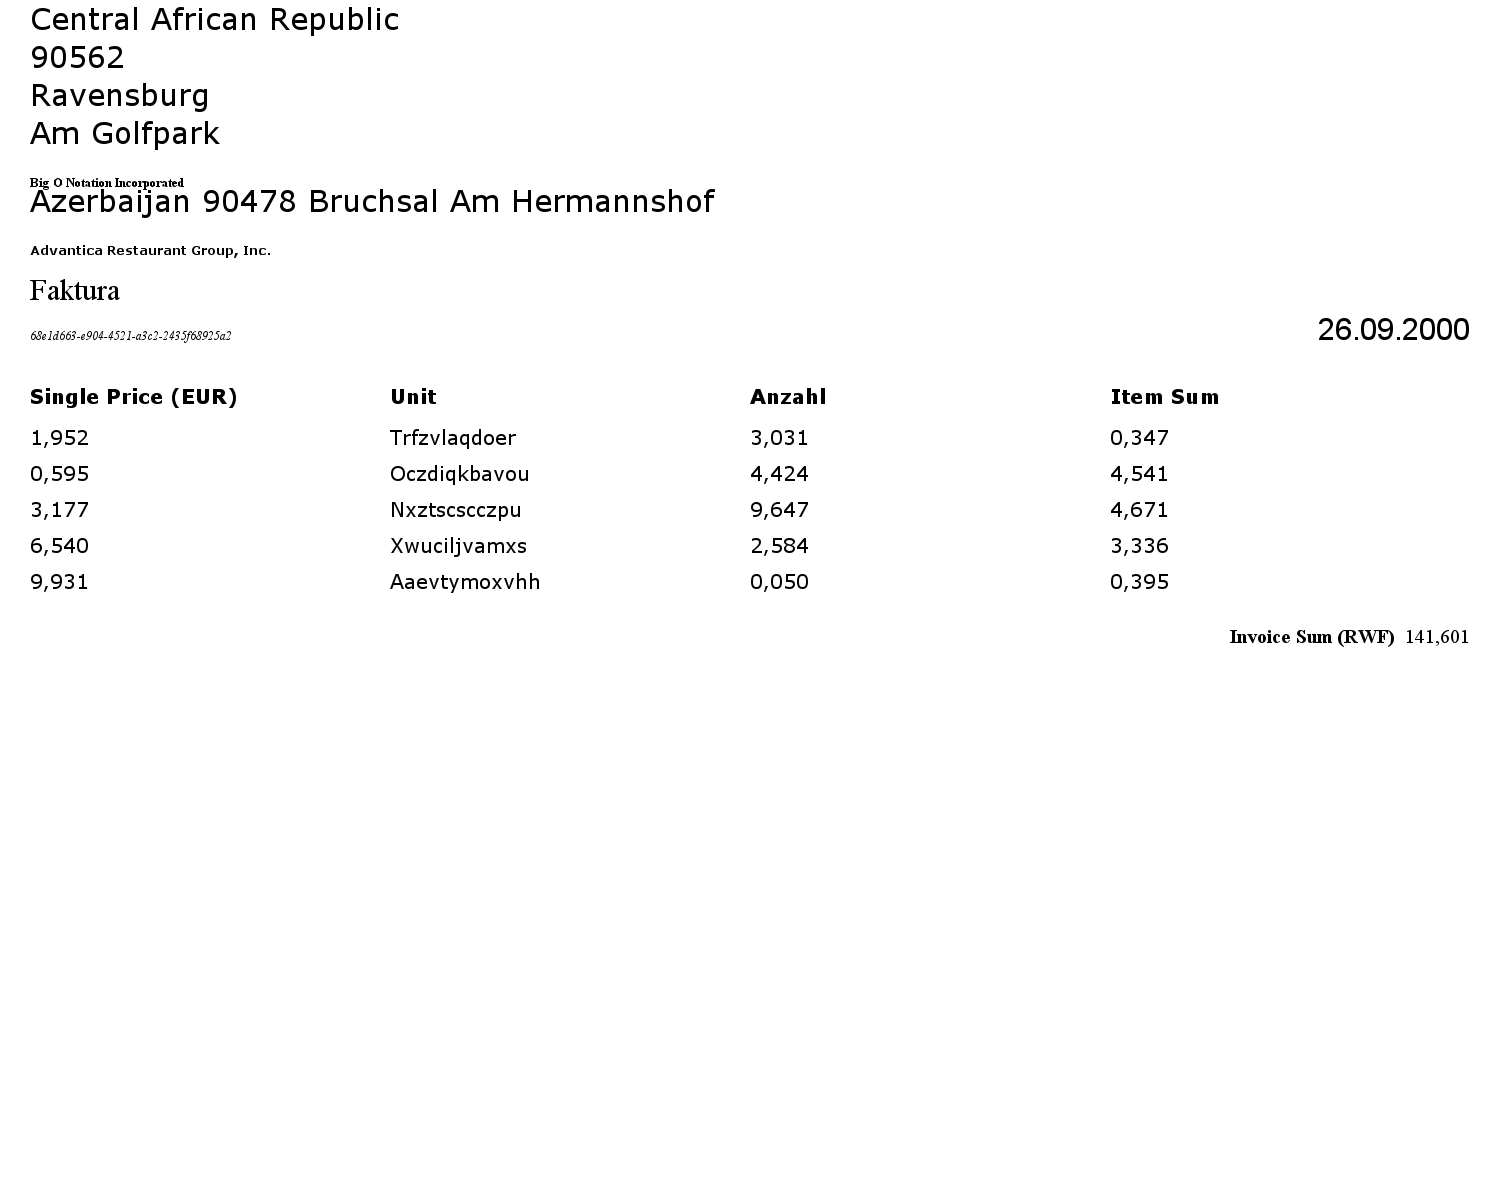 Central African Republic
90562
Ravensburg
Am Golfpark
Big O Notation Incorporated
Azerbaijan 90478 Bruchsal Am Hermannshof
Advantica Restaurant Group, Inc.
Faktura
68e1d663-e904-4521-a3c2-2435f68925a2 26.09.2000
Single Price (EUR) Unit Anzahl Item Sum
1,952 Trfzvlaqdoer 3,031 0,347
0,595 Oczdiqkbavou 4,424 4,541
3,177 Nxztscscczpu 9,647 4,671
6,540 Xwuciljvamxs 2,584 3,336
9,931 Aaevtymoxvhh 0,050 0,395
Invoice Sum (RWF) 141,601